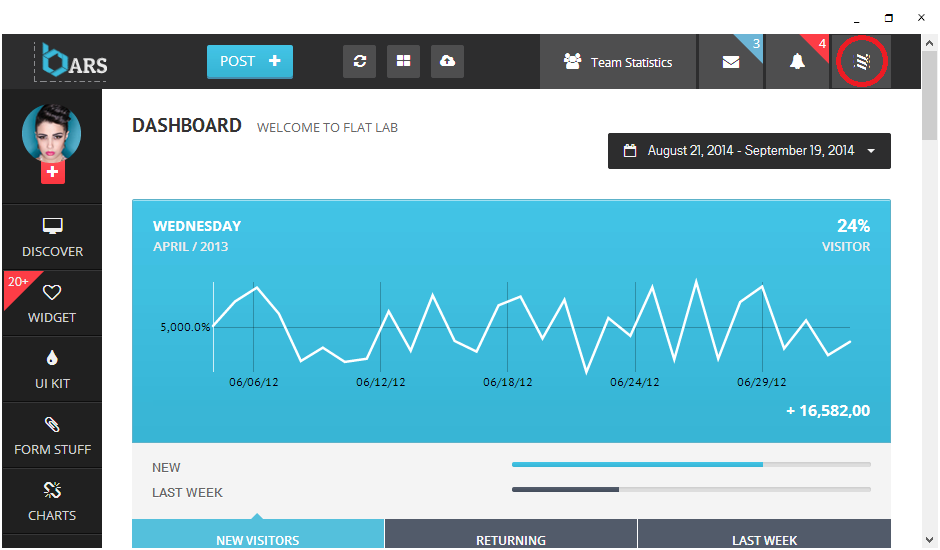 bARS
POST
Team Statistics
3
4
DASHBOARD WELCOME TO FLAT LAB
August 21, 2014 - September 19, 2014
DISCOVER
20+
WIDGET
UI KIT
FORM STUFF
CHARTS
WEDNESDAY
APRIL / 2013
24%
VISITOR
5,000.0%
06/06/12 06/12/12 06/18/12 06/24/12 06/29/12
+ 16,582,00
NEW
LAST WEEK
NEW VISITORS RETURNING LAST WEEK